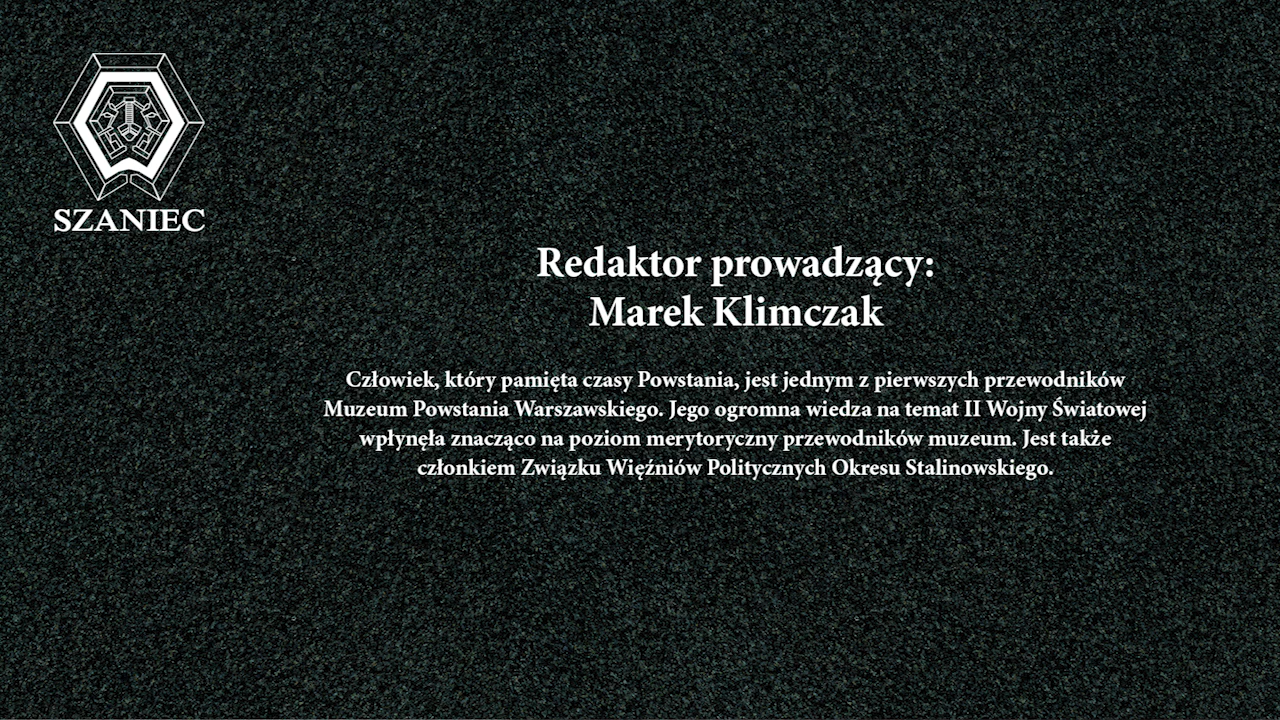 SZANIEC
Redaktor prowadzący:
Marek Klimczak
Człowiek, który pamięta czasy Powstania, jest jednym z pierwszych przewodników
Muzeum Powstania Warszawskiego. Jego ogromna wiedza na temat II Wojny Światowej
wpłynęła znacząco na poziom merytoryczny przewodników muzeum. Jest także
członkiem Związku Więźniów Politycznych Okresu Stalinowskiego.